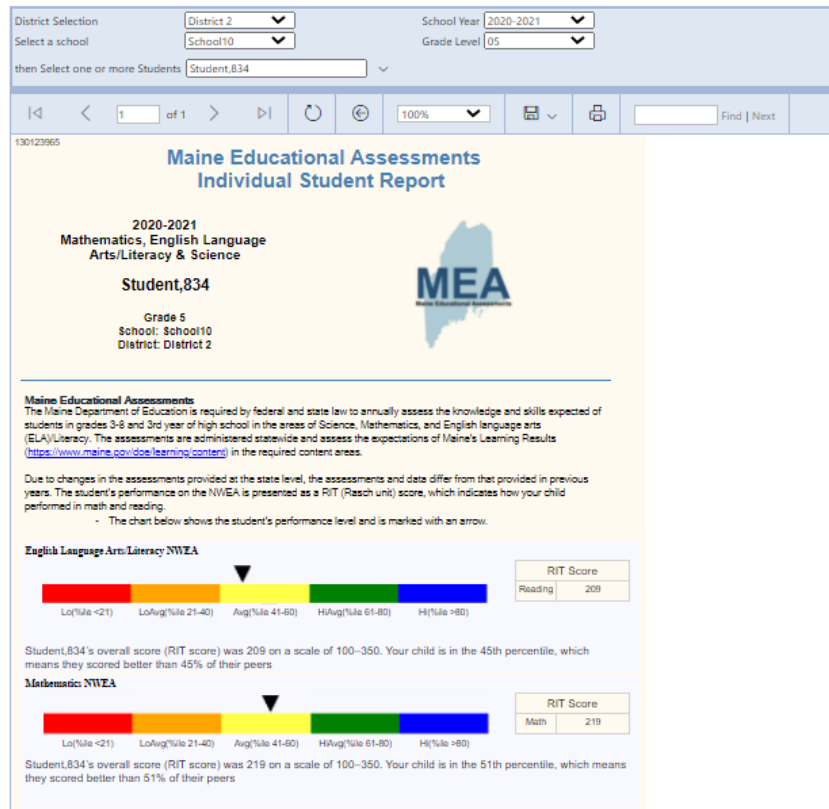 District Selection District 2 School Year 2020-2021
Select a school School10 Grade Level 05
then Select one or more Students Student,834
1 of 1 100% Find | Next
130123965
Maine Educational Assessments
Individual Student Report
2020-2021
Mathematics, English Language
Arts/Literacy & Science
Student,834
Grade 5
School: School10
District: District 2
MEA
Maine Educational Assessments
Maine Educational Assessments
The Maine Department of Education is required by federal and state law to annually assess the knowledge and skills expected of
students in grades 3-8 and 3rd year of high school in the areas of Science, Mathematics, and English language arts
(ELA)/Literacy. The assessments are administered statewide and assess the expectations of Maine's Learning Results
(https://www.maine.gov/doe/learning/content) in the required content areas.
Due to changes in the assessments provided at the state level, the assessments and data differ from that provided in previous
years. The student's performance on the NWEA is presented as a RIT (Rasch unit) score, which indicates how your child
performed in math and reading.
- The chart below shows the student's performance level and is marked with an arrow.
English Language Arts/Literacy NWEA
RIT Score
Reading 209
Lo(%ile <21) LoAvg(%ile 21-40) Avg(%ile 41-60) HiAvg(%ile 61-80) Hi(%ile >80)
Student,834's overall score (RIT score) was 209 on a scale of 100–350. Your child is in the 45th percentile, which
means they scored better than 45% of their peers
Mathematics NWEA
RIT Score
Math 219
Lo(%ile <21) LoAvg(%ile 21-40) Avg(%ile 41-60) HiAvg(%ile 61-80) Hi(%ile >80)
Student,834's overall score (RIT score) was 219 on a scale of 100–350. Your child is in the 51th percentile, which means
they scored better than 51% of their peers